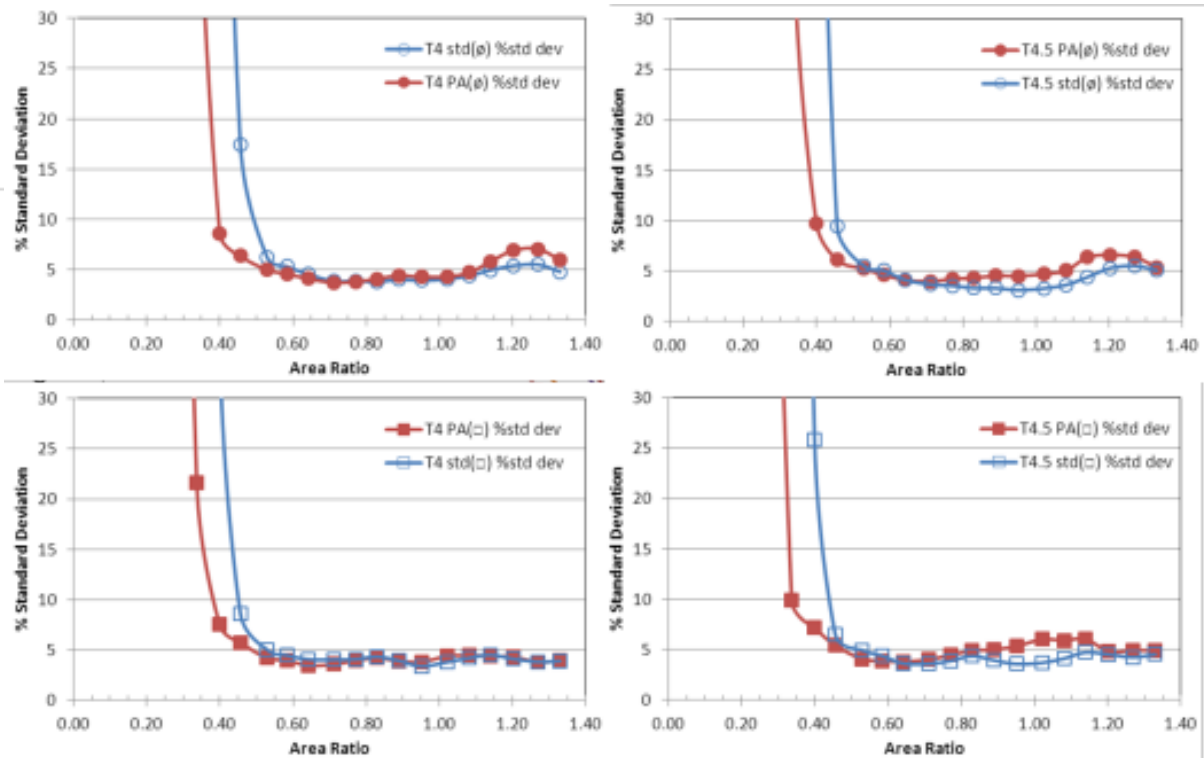 30
25
20
15
10
5
0
% Standard Deviation
T4 std(ø) %std dev
T4 PA(ø) %std dev
0.00 0.20 0.40 0.60 0.80 1.00 1.20 1.40
Area Ratio
30
25
20
15
10
5
0
% Standard Deviation
T4.5 PA(ø) %std dev
T4.5 std(ø) %std dev
0.00 0.20 0.40 0.60 0.80 1.00 1.20 1.40
Area Ratio
30
25
20
15
10
5
0
% Standard Deviation
T4 PA(□) %std dev
T4 std(□) %std dev
0.00 0.20 0.40 0.60 0.80 1.00 1.20 1.40
Area Ratio
30
25
20
15
10
5
0
% Standard Deviation
T4.5 PA(□) %std dev
T4.5 std(□) %std dev
0.00 0.20 0.40 0.60 0.80 1.00 1.20 1.40
Area Ratio